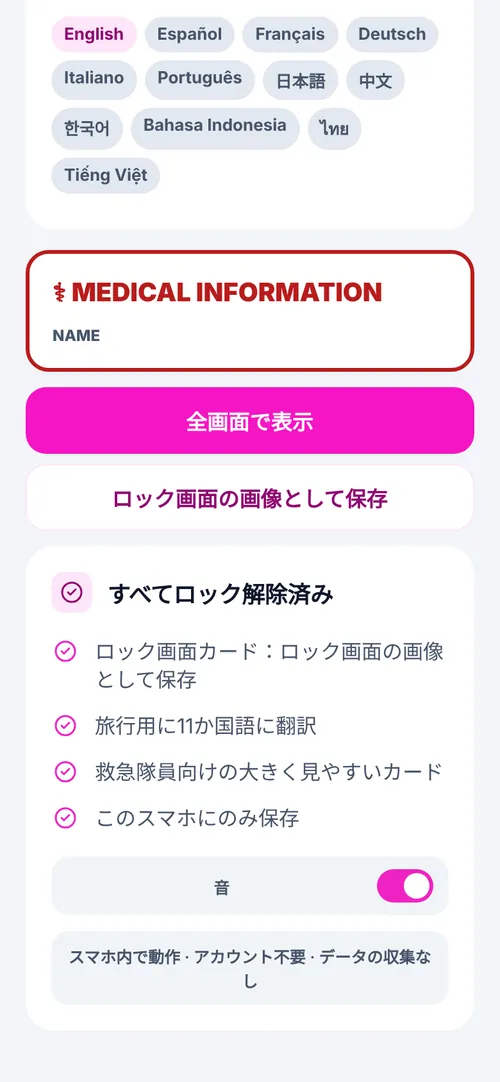 English Español Français Deutsch
Italiano Português 日本語 中文
한국어 Bahasa Indonesia ไทย
Tiếng Việt
⚕ MEDICAL INFORMATION
NAME
全画面で表示
ロック画面の画像として保存
すべてロック解除済み
ロック画面カード：ロック画面の画像
として保存
旅行用に11か国語に翻訳
救急隊員向けの大きく見やすいカード
このスマホにのみ保存
音
スマホ内で動作 · アカウント不要 · データの収集な
し